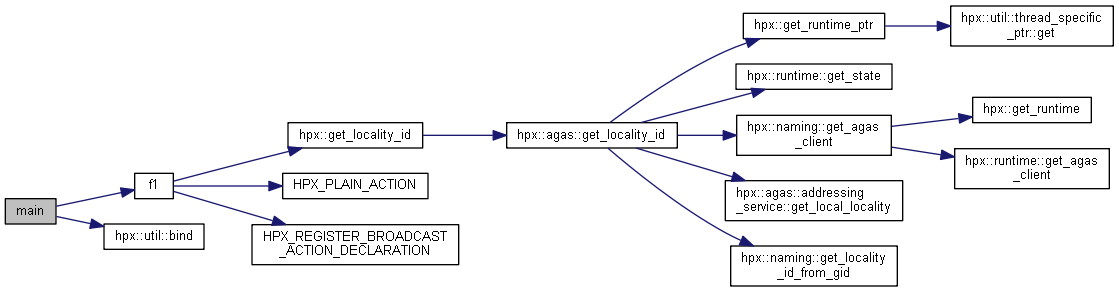 main
f1
hpx::util::bind
hpx::get_locality_id
HPX_PLAIN_ACTION
HPX_REGISTER_BROADCAST
_ACTION_DECLARATION
hpx::agas::get_locality_id
hpx::get_runtime_ptr
hpx::runtime::get_state
hpx::naming::get_agas
_client
hpx::agas::addressing
_service::get_local_locality
hpx::naming::get_locality
_id_from_gid
hpx::util::thread_specific
_ptr::get
hpx::get_runtime
hpx::runtime::get_agas
_client